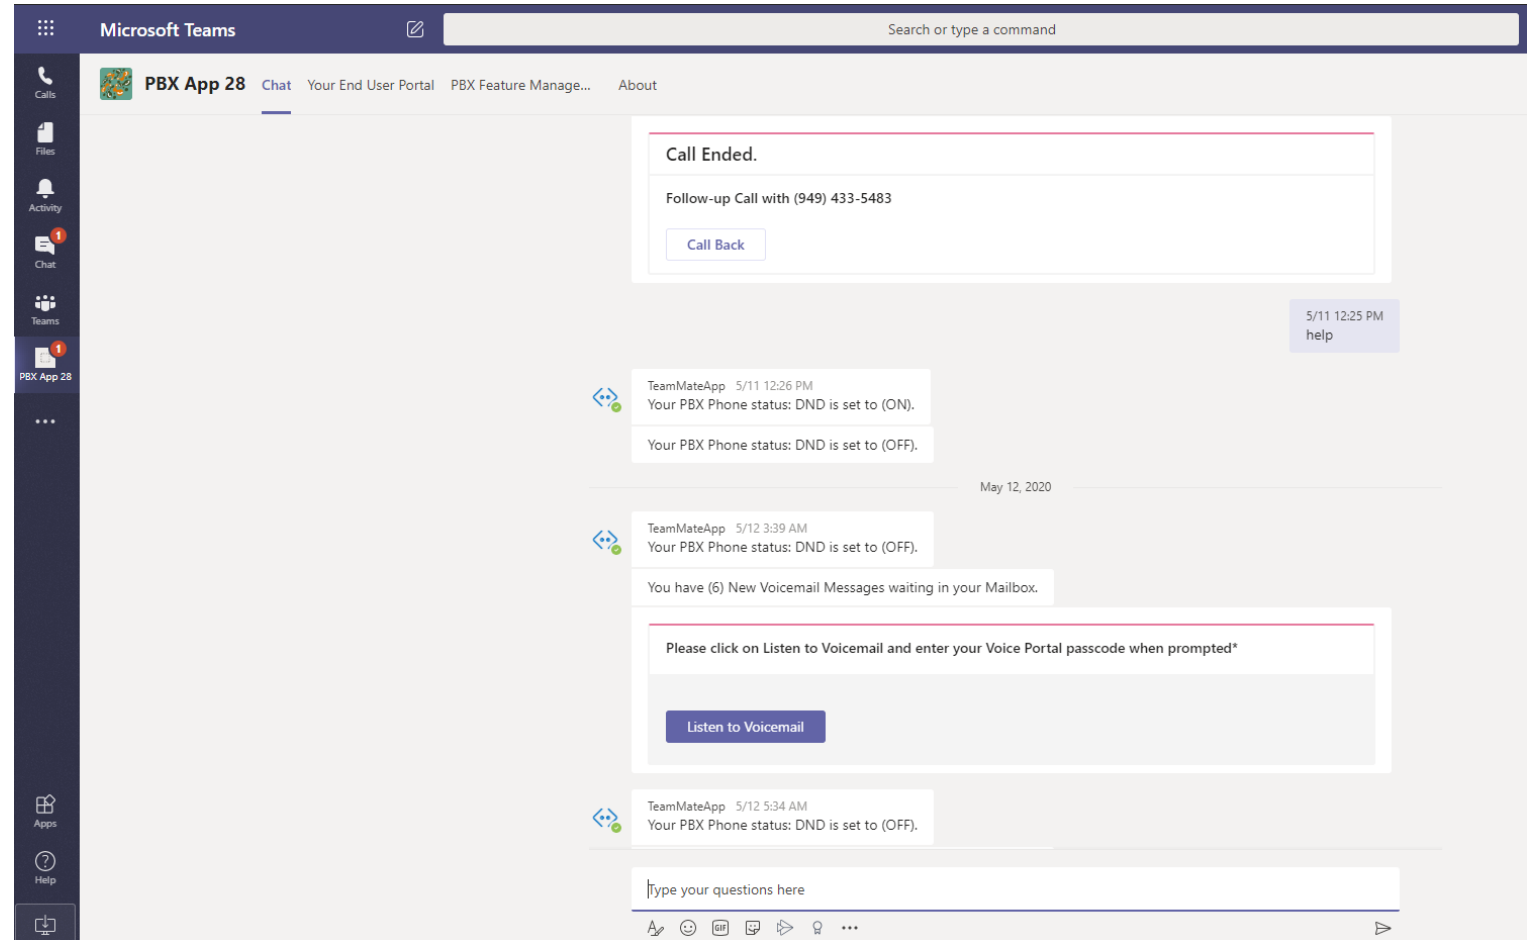 Microsoft Teams
Search or type a command
Calls
Files
Activity
1
Chat
Teams
1
PBX App 28
Apps
Help
PBX App 28 Chat Your End User Portal PBX Feature Manage... About
Call Ended.
Follow-up Call with (949) 433-5483
Call Back
5/11 12:25 PM
help
TeamMateApp 5/11 12:26 PM
Your PBX Phone status: DND is set to (ON).
Your PBX Phone status: DND is set to (OFF).
May 12, 2020
TeamMateApp 5/12 3:39 AM
Your PBX Phone status: DND is set to (OFF).
You have (6) New Voicemail Messages waiting in your Mailbox.
Please click on Listen to Voicemail and enter your Voice Portal passcode when prompted*
Listen to Voicemail
TeamMateApp 5/12 5:34 AM
Your PBX Phone status: DND is set to (OFF).
Type your questions here
GIF